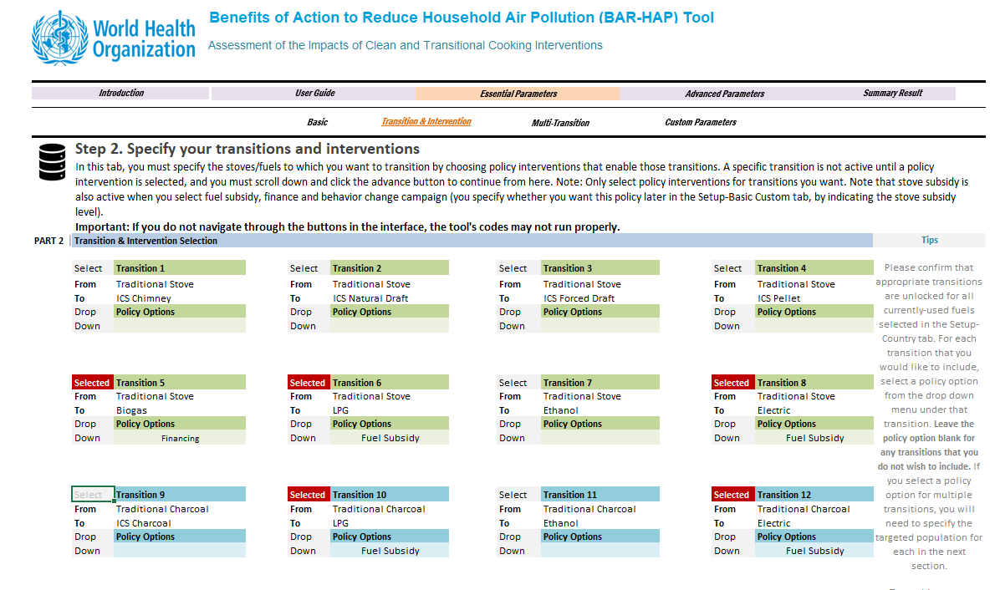 World Health
Organization
Benefits of Action to Reduce Household Air Pollution (BAR-HAP) Tool
Assessment of the Impacts of Clean and Transitional Cooking Interventions
Introduction User Guide Essential Parameters Advanced Parameters Summary Result
Basic Transition & Intervention Multi-Transition Custom Parameters
Step 2. Specify your transitions and interventions
In this tab, you must specify the stoves/fuels to which you want to transition by choosing policy interventions that enable those transitions. A specific transition is not active until a policy
intervention is selected, and you must scroll down and click the advance button to continue from here. Note: Only select policy interventions for transitions you want. Note that stove subsidy is
also active when you select fuel subsidy, finance and behavior change campaign (you specify whether you want this policy later in the Setup-Basic Custom tab, by indicating the stove subsidy
level).
Important: If you do not navigate through the buttons in the interface, the tool's codes may not run properly.
PART 2 Transition & Intervention Selection
Select Transition 1
From Traditional Stove
To ICS Chimney
Drop Policy Options
Down
Select Transition 2
From Traditional Stove
To ICS Natural Draft
Drop Policy Options
Down
Select Transition 3
From Traditional Stove
To ICS Forced Draft
Drop Policy Options
Down
Select Transition 4
From Traditional Stove
To ICS Pellet
Drop Policy Options
Down
Selected Transition 5
From Traditional Stove
To Biogas
Drop Policy Options
Down Financing
Selected Transition 6
From Traditional Stove
To LPG
Drop Policy Options
Down Fuel Subsidy
Select Transition 7
From Traditional Stove
To Ethanol
Drop Policy Options
Down
Selected Transition 8
From Traditional Stove
To Electric
Drop Policy Options
Down Fuel Subsidy
Select Transition 9
From Traditional Charcoal
To ICS Charcoal
Drop Policy Options
Down
Selected Transition 10
From Traditional Charcoal
To LPG
Drop Policy Options
Down Fuel Subsidy
Select Transition 11
From Traditional Charcoal
To Ethanol
Drop Policy Options
Down
Selected Transition 12
From Traditional Charcoal
To Electric
Drop Policy Options
Down Fuel Subsidy
Tips
Please confirm that
appropriate transitions
are unlocked for all
currently-used fuels
selected in the Setup-
Country tab. For each
transition that you
would like to include,
select a policy option
from the drop down
menu under that
transition. Leave the
policy option blank for
any transitions that you
do not wish to include. If
you select a policy
option for multiple
transitions, you will
need to specify the
targeted population for
each in the next
section.